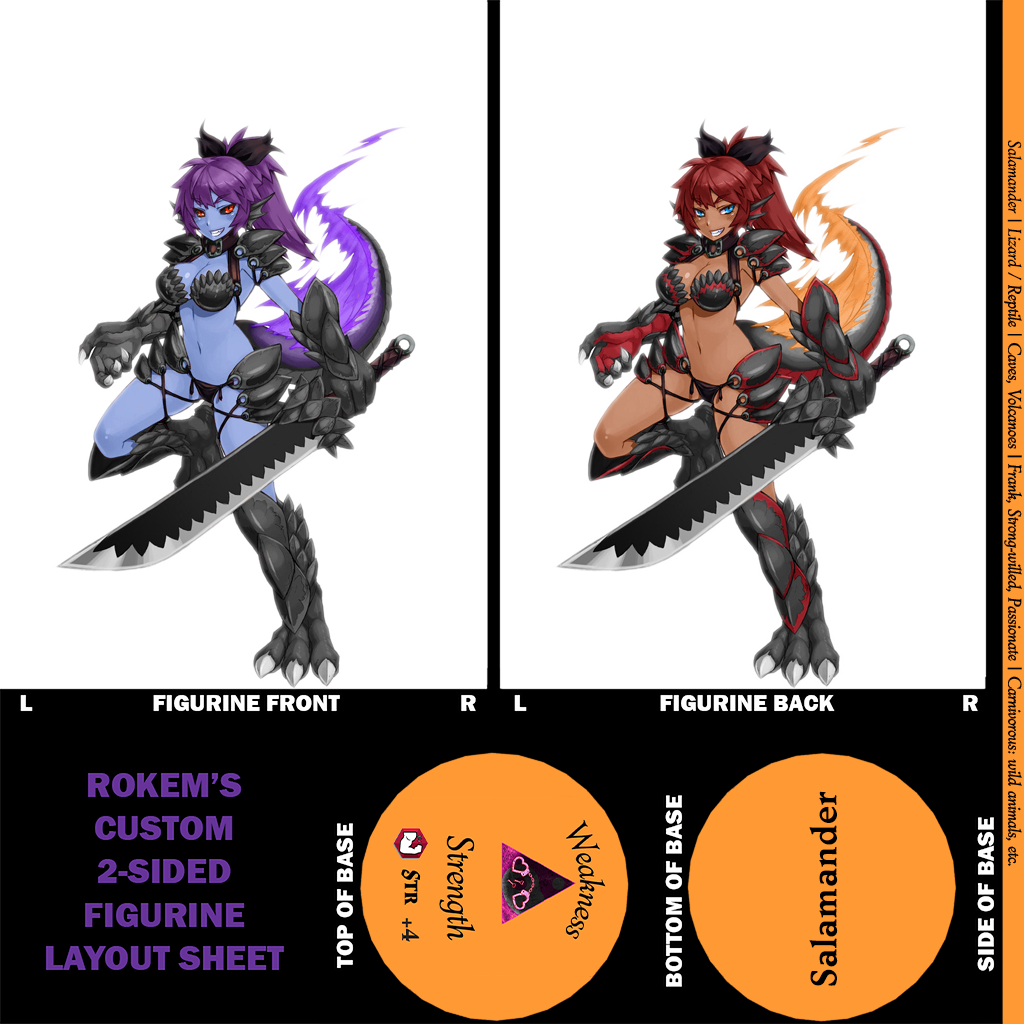 L FIGURINE FRONT R
L FIGURINE BACK R
ROKEM'S
CUSTOM
2-SIDED
FIGURINE
LAYOUT SHEET
TOP OF BASE
Weakness
Strength
STR +4
BOTTOM OF BASE
Salamander
SIDE OF BASE
Salamander | Lizard / Reptile | Caves, Volcanoes | Frank, Strong-willed, Passionate | Carnivorous: wild animals, etc.